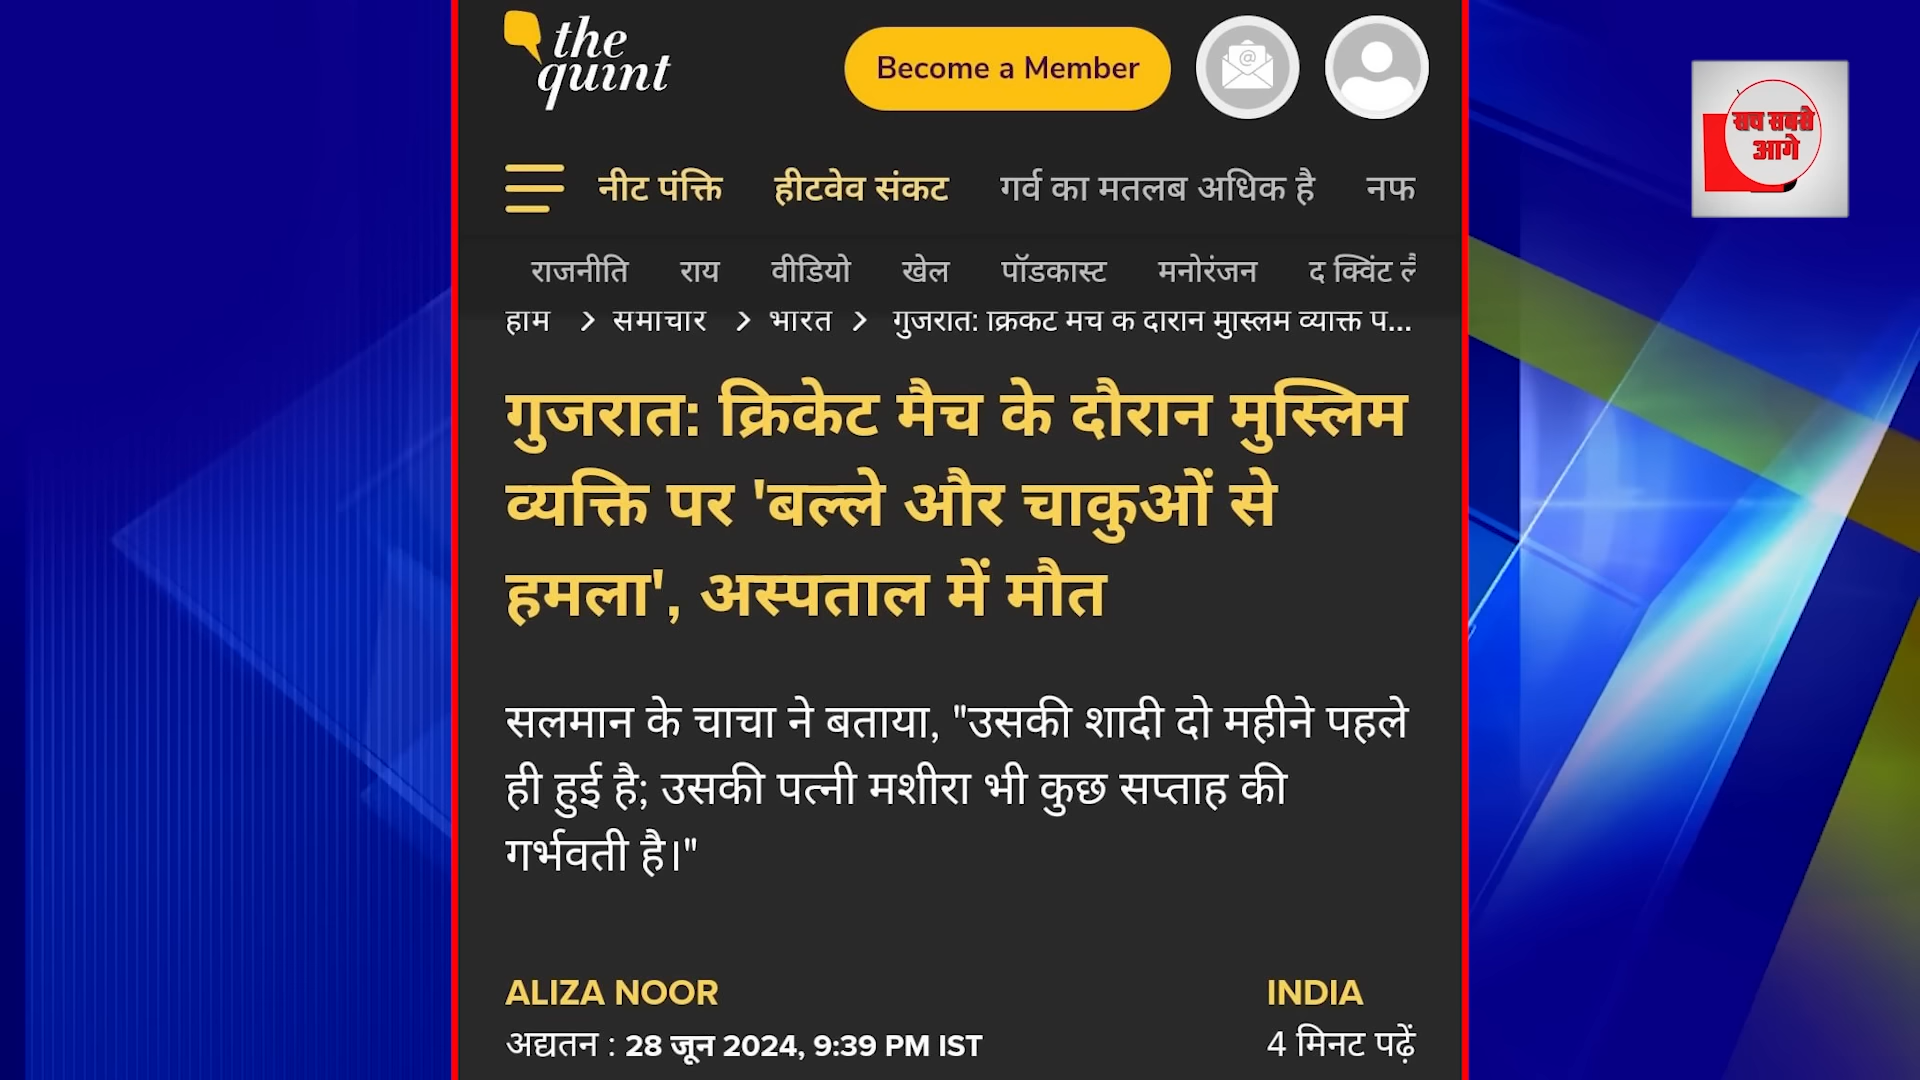 the
quint
Become a Member
सच सबसे
आगे
नीट पंक्ति हीटवेव संकट गर्व का मतलब अधिक है नफ
राजनीति राय वीडियो खेल पॉडकास्ट मनोरंजन द क्विंट लै
होम > समाचार > भारत > गुजरात: क्रिकेट मैच के दौरान मुस्लिम व्यक्ति प...
गुजरात: क्रिकेट मैच के दौरान मुस्लिम
व्यक्ति पर 'बल्ले और चाकुओं से
हमला', अस्पताल में मौत
सलमान के चाचा ने बताया, "उसकी शादी दो महीने पहले
ही हुई है; उसकी पत्नी मशीरा भी कुछ सप्ताह की
गर्भवती है।"
ALIZA NOOR INDIA
अद्यतन : 28 जून 2024, 9:39 PM IST 4 मिनट पढ़ें